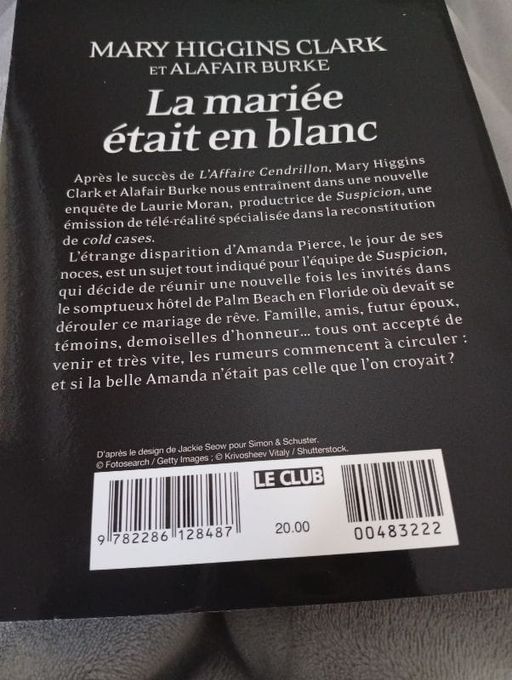 MARY HIGGINS CLARK
ET ALAFAIR BURKE
La mariée
était en blanc
Après le succès de L'Affaire Cendrillon, Mary Higgins
Clark et Alafair Burke nous entraînent dans une nouvelle
enquête de Laurie Moran, productrice de Suspicion, une
émission de télé-réalité spécialisée dans la reconstitution
de cold cases.
L'étrange disparition d'Amanda Pierce, le jour de ses
noces, est un sujet tout indiqué pour l'équipe de Suspicion,
qui décide de réunir une nouvelle fois les invités dans
le somptueux hôtel de Palm Beach en Floride où devait se
dérouler ce mariage de rêve. Famille, amis, futur époux,
témoins, demoiselles d'honneur... tous ont accepté de
venir et très vite, les rumeurs commencent à circuler :
et si la belle Amanda n'était pas celle que l'on croyait ?
D'après le design de Jackie Seow pour Simon & Schuster.
© Fotosearch / Getty Images ; © Krivosheev Vitaly / Shutterstock.
LE CLUB
9 782286 128487
20.00
00483222